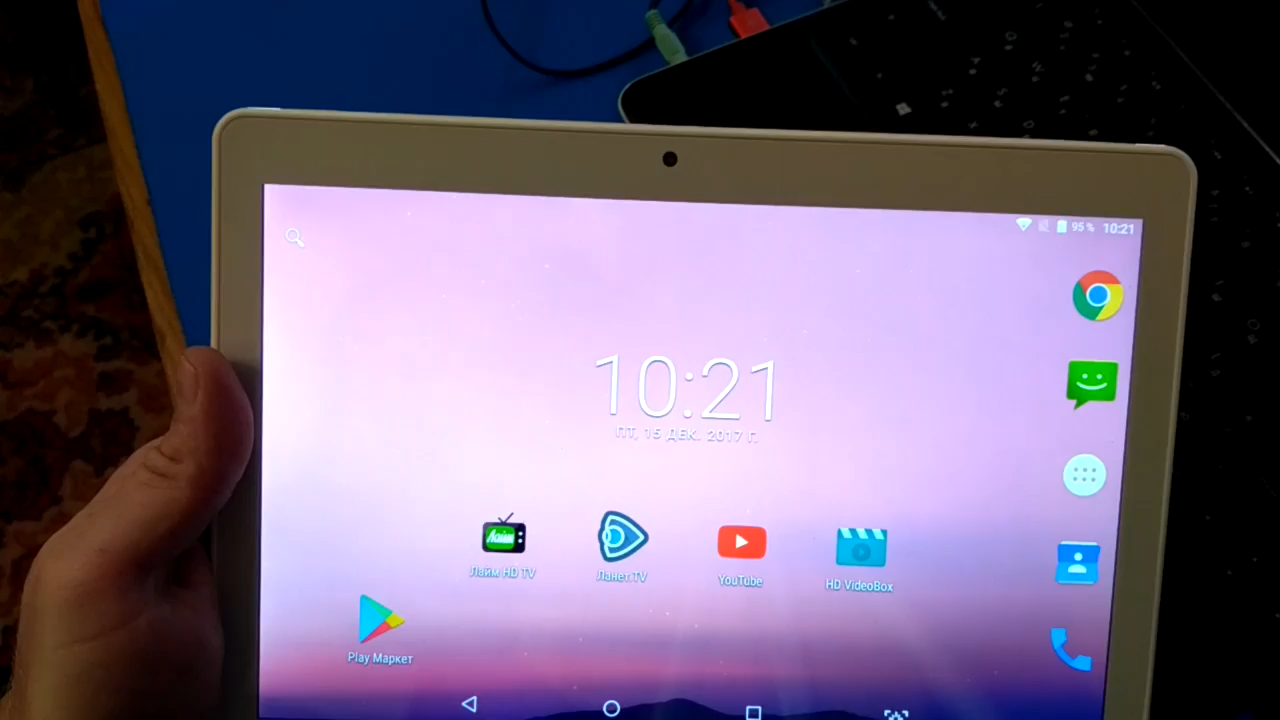 95 % 10:21
10:21
ПТ, 15 ДЕК. 2017 Г.
Лайм
Лайм HD TV
Ланет.TV
YouTube
HD VideoBox
Play Маркет